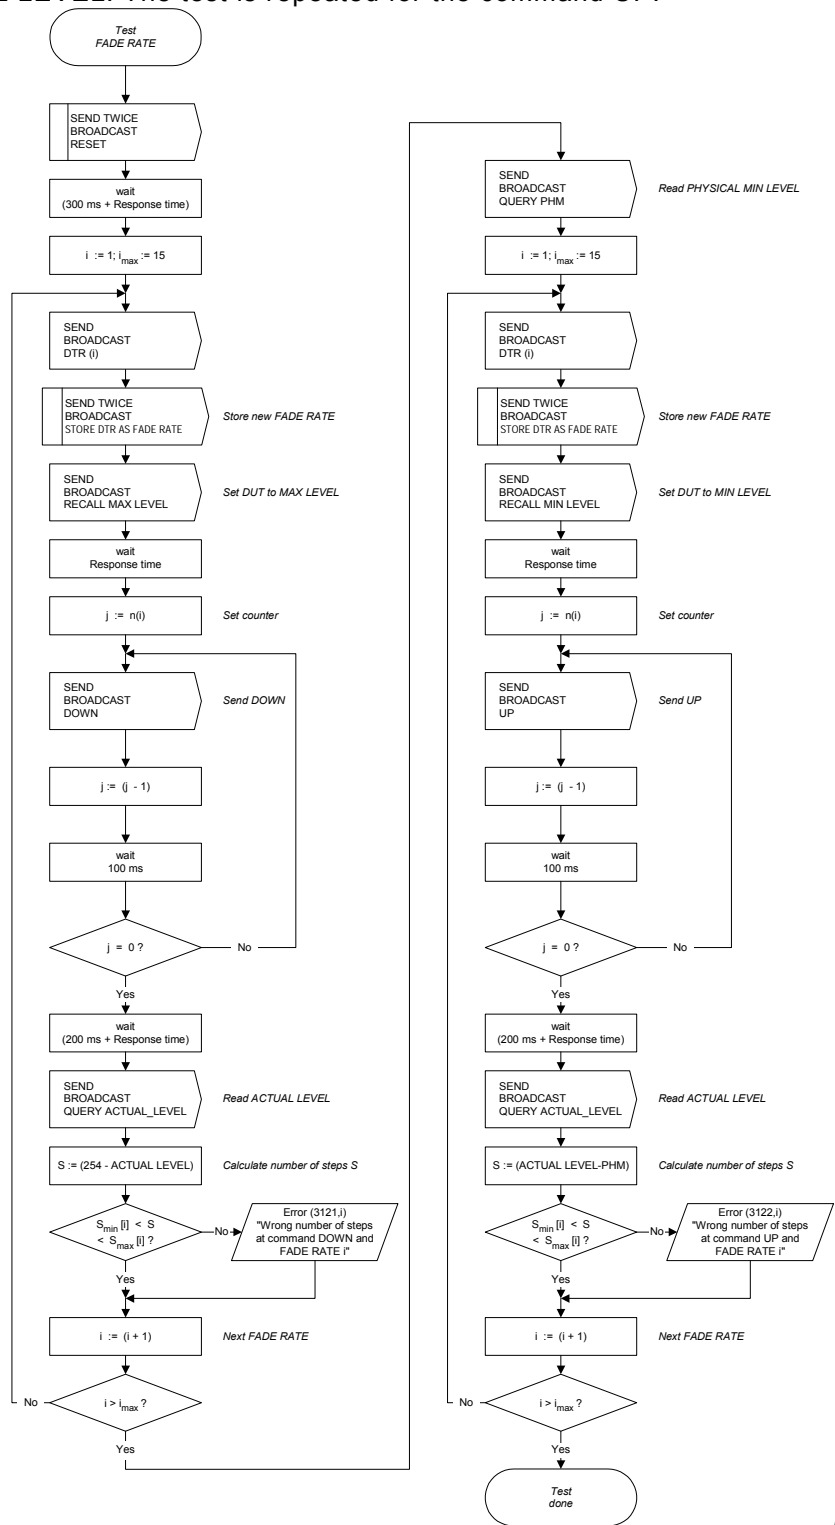 The test is repeated for the command UP.
Test
FADE RATE
SEND TWICE
BROADCAST
RESET
wait
(300 ms + Response time)
i := 1; imax := 15
SEND
BROADCAST
DTR (i)
SEND TWICE
BROADCAST
STORE DTR AS FADE RATE
Store new FADE RATE
SEND
BROADCAST
RECALL MAX LEVEL
Set DUT to MAX LEVEL
wait
Response time
j := n(i)
Set counter
SEND
BROADCAST
DOWN
Send DOWN
j := (j - 1)
wait
100 ms
j = 0 ?
No
Yes
wait
(200 ms + Response time)
SEND
BROADCAST
QUERY ACTUAL_LEVEL
Read ACTUAL LEVEL
S := (254 - ACTUAL LEVEL)
Calculate number of steps S
Smin [i] < S
< Smax [i] ?
No
Error (3121,i)
"Wrong number of steps
at command DOWN and
FADE RATE i"
Yes
i := (i + 1)
Next FADE RATE
i > imax ?
No
Yes
SEND
BROADCAST
QUERY PHM
Read PHYSICAL MIN LEVEL
i := 1; imax := 15
SEND
BROADCAST
DTR (i)
SEND TWICE
BROADCAST
STORE DTR AS FADE RATE
Store new FADE RATE
SEND
BROADCAST
RECALL MIN LEVEL
Set DUT to MIN LEVEL
wait
Response time
j := n(i)
Set counter
SEND
BROADCAST
UP
Send UP
j := (j - 1)
wait
100 ms
j = 0 ?
No
Yes
wait
(200 ms + Response time)
SEND
BROADCAST
QUERY ACTUAL_LEVEL
Read ACTUAL LEVEL
S := (ACTUAL LEVEL-PHM)
Calculate number of steps S
Smin [i] < S
< Smax [i] ?
No
Error (3122,i)
"Wrong number of steps
at command UP and
FADE RATE i"
Yes
i := (i + 1)
Next FADE RATE
i > imax ?
No
Yes
Test
done